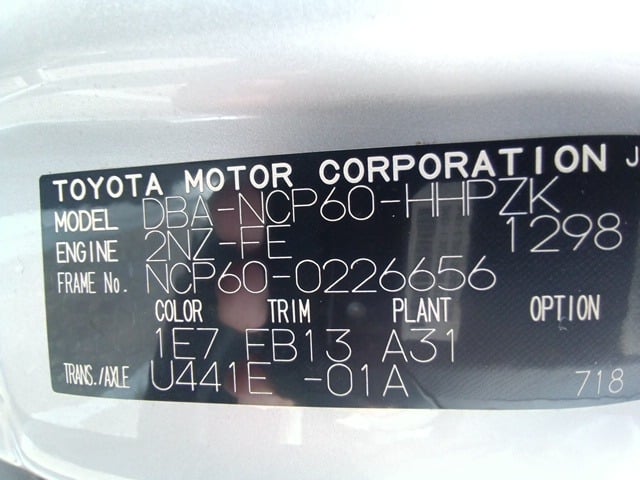 TOYOTA MOTOR CORPORATION J
MODEL DBA-NCP60-HHPZK
ENGINE 2NZ-FE 1298
FRAME No. NCP60-0226656
COLOR TRIM PLANT OPTION
1E7 FB13 A31
TRANS./AXLE U441E -01A 718